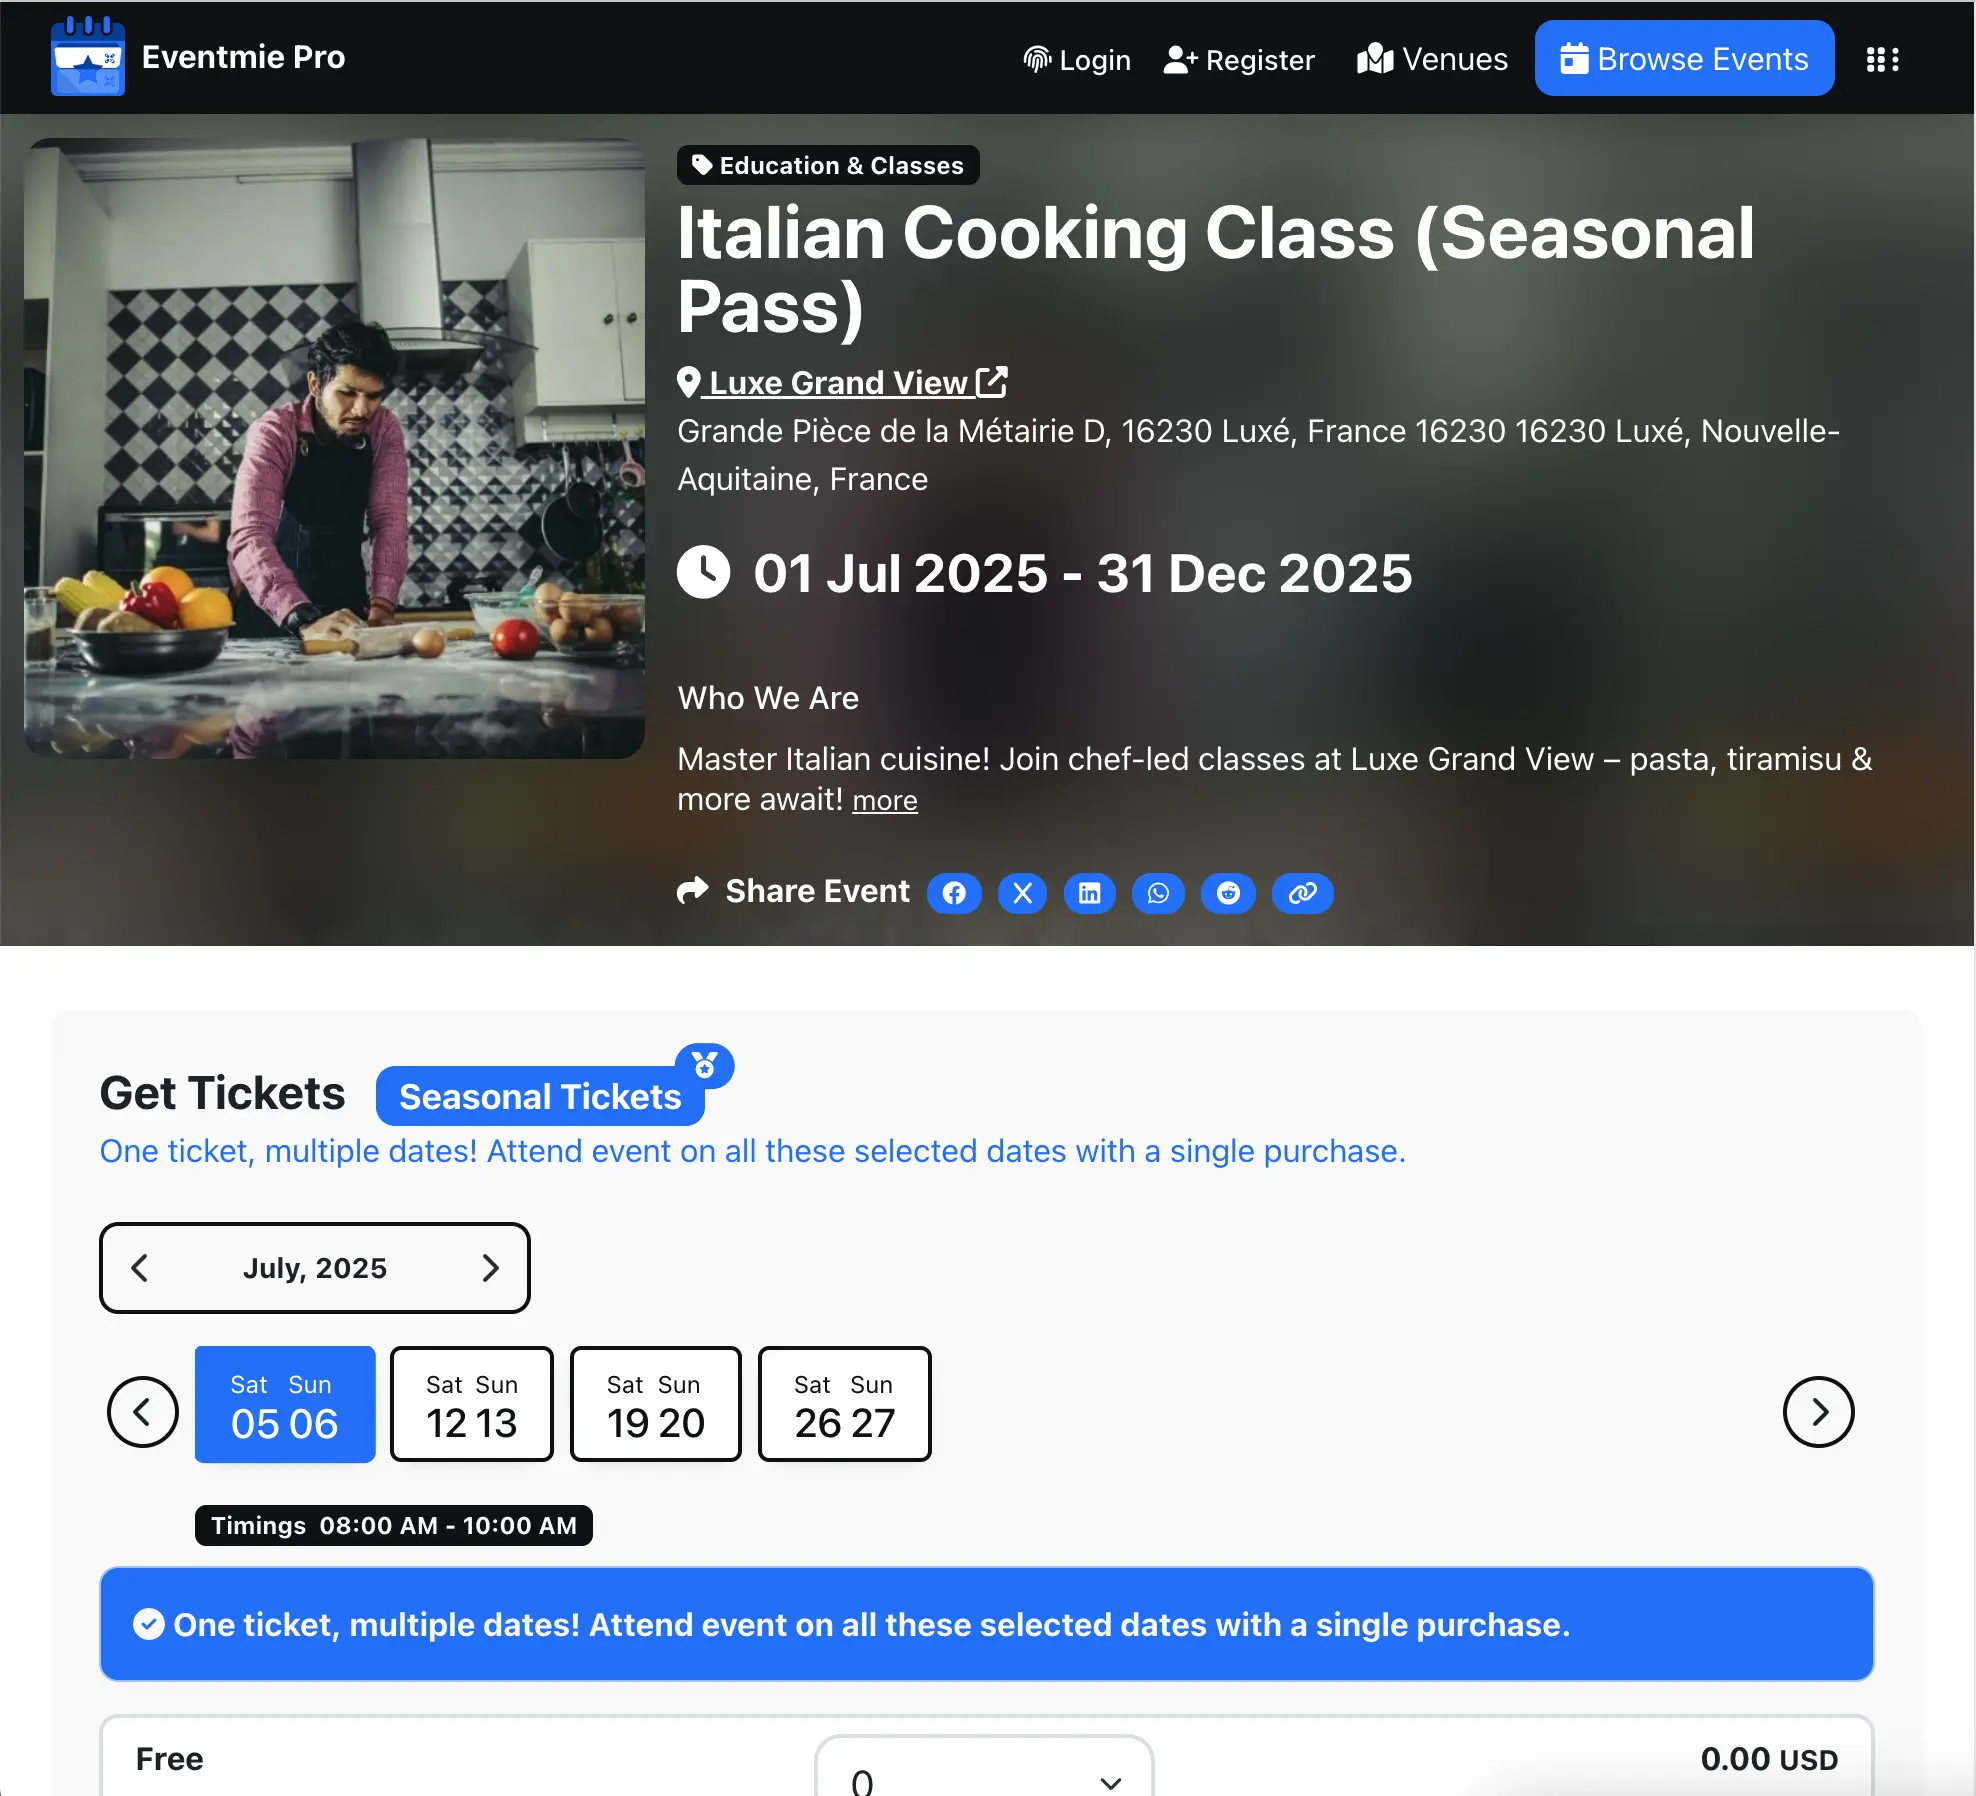 Eventmie Pro
Login Register Venues Browse Events
Education & Classes
Italian Cooking Class (Seasonal
Pass)
Luxe Grand View
Grande Pièce de la Métairie D, 16230 Luxé, France 16230 16230 Luxé, Nouvelle-
Aquitaine, France
01 Jul 2025 - 31 Dec 2025
Who We Are
Master Italian cuisine! Join chef-led classes at Luxe Grand View – pasta, tiramisu &
more await! more
Share Event
Get Tickets Seasonal Tickets
One ticket, multiple dates! Attend event on all these selected dates with a single purchase.
July, 2025
Sat Sun Sat Sun Sat Sun Sat Sun
05 06 12 13 19 20 26 27
Timings 08:00 AM - 10:00 AM
One ticket, multiple dates! Attend event on all these selected dates with a single purchase.
Free 0 0.00 USD